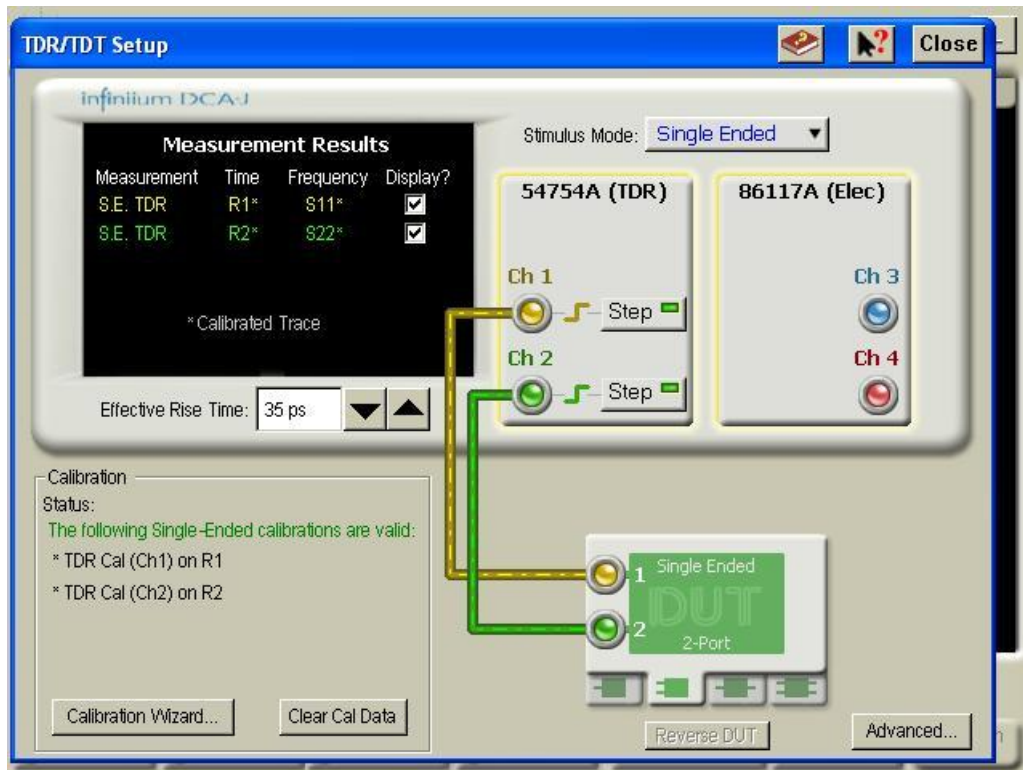 TDR/TDT Setup
Close
infiniium DCA-J
Stimulus Mode: Single Ended
Measurement Results
Measurement Time Frequency Display?
S.E. TDR R1* S11*
S.E. TDR R2* S22*
*Calibrated Trace
Effective Rise Time: 35 ps
54754A (TDR)
Ch 1
Step
Ch 2
Step
86117A (Elec)
Ch 3
Ch 4
Calibration
Status:
The following Single-Ended calibrations are valid:
* TDR Cal (Ch1) on R1
* TDR Cal (Ch2) on R2
Calibration Wizard...
Clear Cal Data
1
Single Ended
DUT
2
2-Port
Reverse DUT
Advanced...